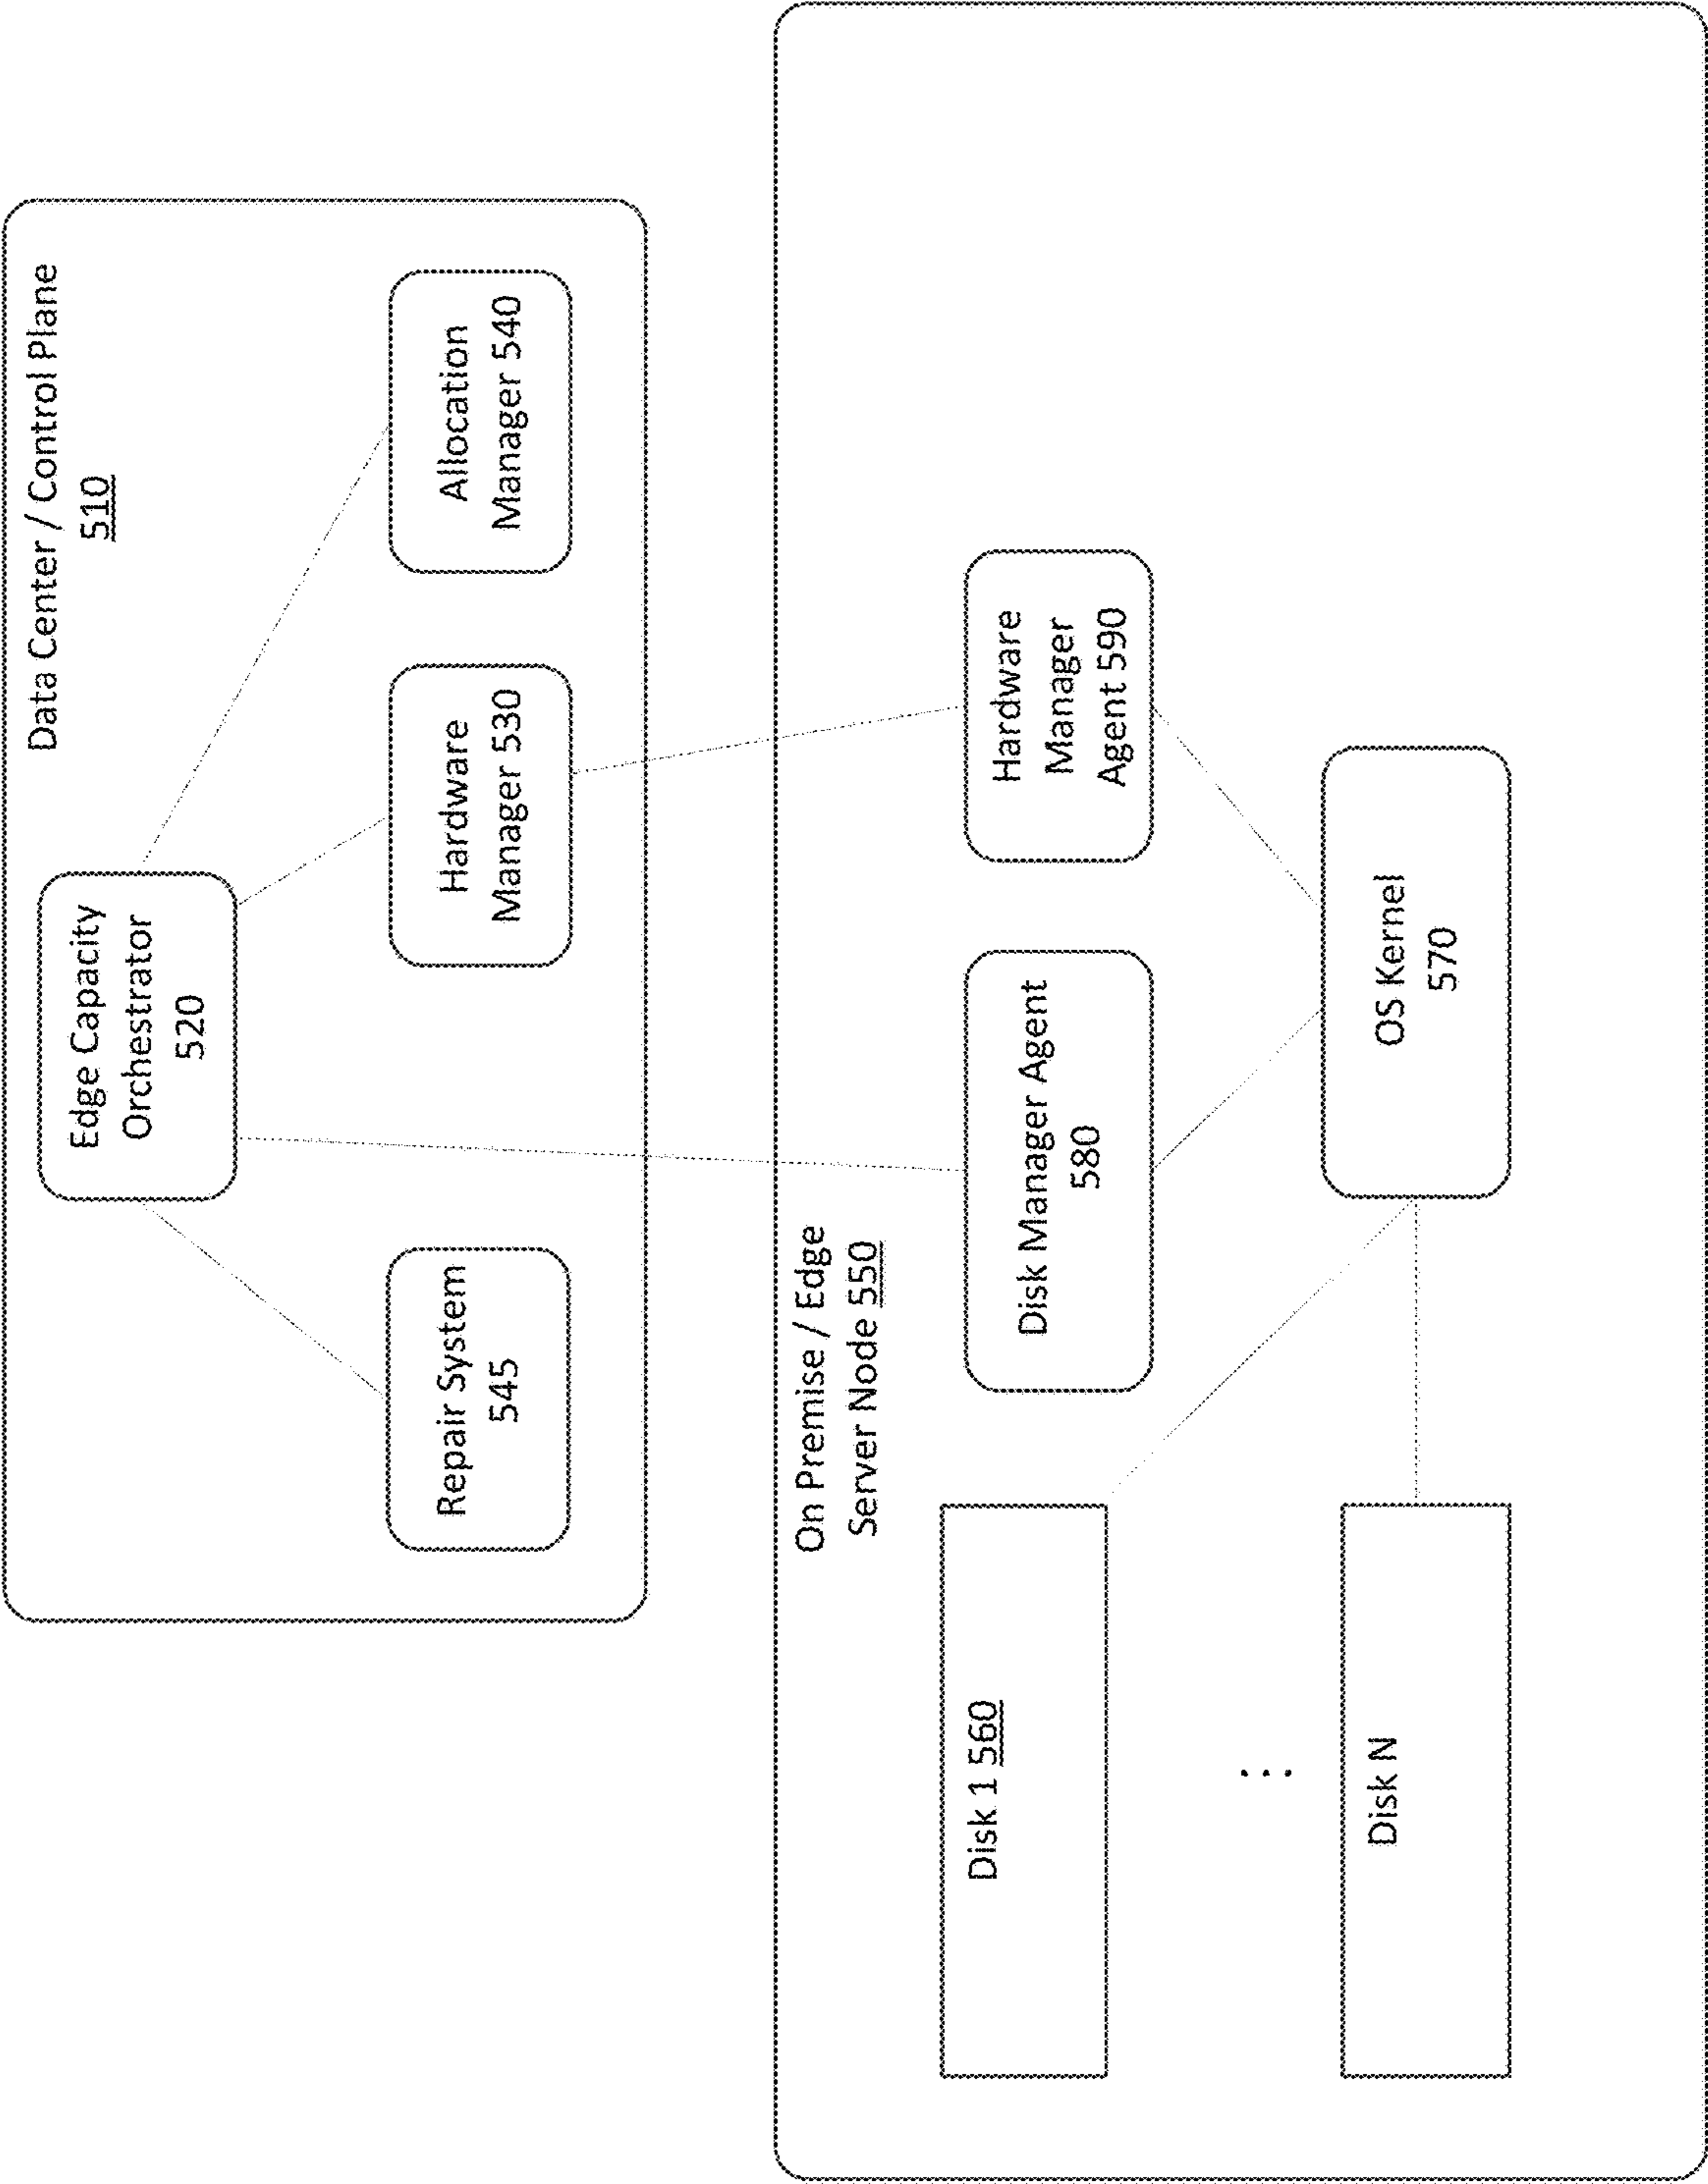 Data Center / Control Plane
510
Edge Capacity
Orchestrator
520
Repair System
545
Hardware
Manager 530
Allocation
Manager 540
On Premise / Edge
Server Node 550
Disk 1 560
...
Disk N
Disk Manager Agent
580
Hardware
Manager
Agent 590
OS Kernel
570